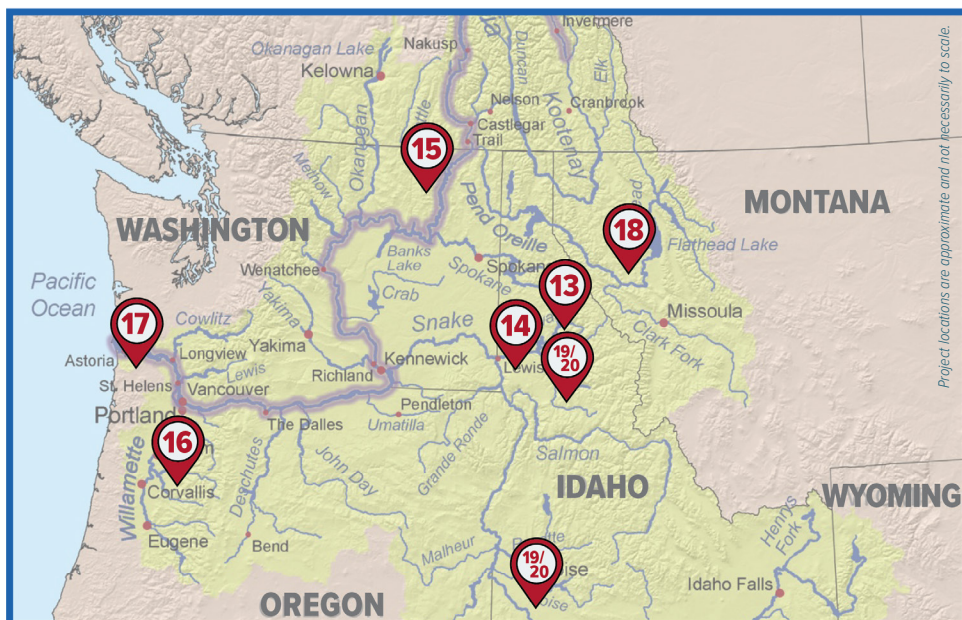 Invermere
Nakusp
Duncan
Elk
Okanagan Lake
Kelowna
Nelson
Cranbrook
Kootenay
Castlegar
Trail
15
Okanagan
Methow
MONTANA
WASHINGTON
Pend Oreille
18
Flathead Lake
Banks
Lake
Wenatchee
Spokane
13
Pacific
Ocean
Crab
Missoula
17
Cowlitz
Yakima
Snake
14
Clark Fork
Astoria
Longview
Yakima
Kennewick
19/
20
Lewis
St. Helens
Lewis
Richland
Vancouver
Portland
The Dalles
Pendleton
Umatilla
16
Salmon
Grande Ronde
John Day
Deschutes
Willamette
Corvallis
IDAHO
WYOMING
Henrys
Fork
Eugene
Bend
Malheur
19/
20
Idaho Falls
OREGON
Project locations are approximate and not necessarily to scale.